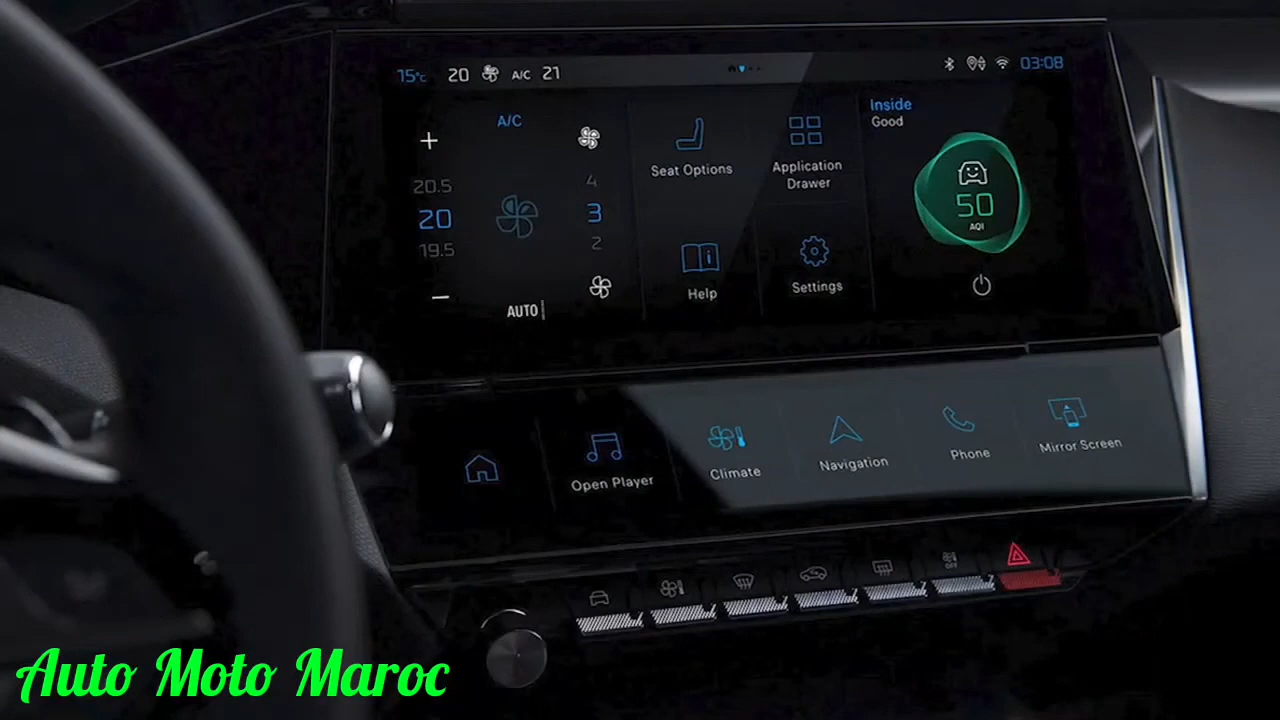 15°c 20 A/C 21 03:08
A/C
20.5
20
19.5
4
3
2
AUTO
Seat Options
Application
Drawer
Help
Settings
Inside
Good
50
AQI
Open Player
Climate
Navigation
Phone
Mirror Screen
OFF
Auto Moto Maroc